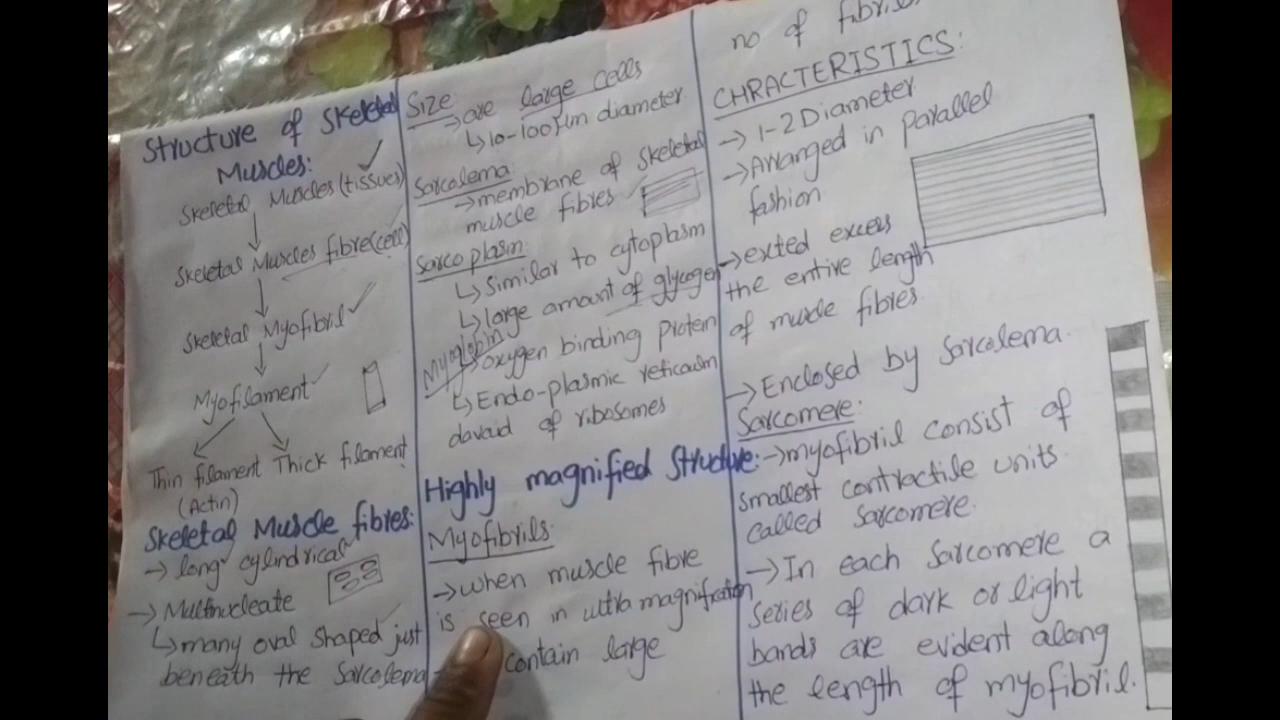 Structure of Skeletal
Muscles:
Skeletal Muscles (tissues)
Skeletal Muscles fibre(cell)
Skeletal Myofibril
Myofilament
Thin filament Thick filament
(Actin)
Skeletal Muscle fibres:
→ long cylindrical
→ Multinucleate
↳ many oval shaped just
beneath the Sarcolema
Size
→ are large cells
↳ 10-100µm diameter
Sarcolema:
→ membrane of skeletal
muscle fibres
Sarcoplasm:
↳ Similar to cytoplasm
↳ large amount of glycogen
Myoglobin
↳ oxygen binding protien
↳ Endo-plasmic reticaulm
davaid of ribosomes
Highly magnified Structure:
Myofibrils:
→ when muscle fibre
is seen in ultra magnification
contain large
no of fibril
CHRACTERISTICS:
→ 1-2 Diameter
→ Arranged in parallel
fashion
→ exted excess
the entire length
of muscle fibres.
→ Enclosed by Sarcolema.
Sarcomere:
→ myofibril consist of
smallest contractile units
called sarcomere.
→ In each sarcomere a
series of dark or light
bands are evident along
the length of myofibril.